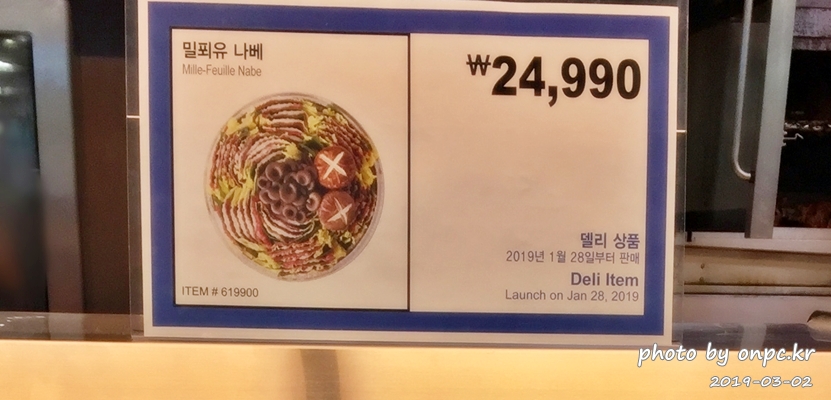 밀푀유 나베
Mille-Feuille Nabe
ITEM # 619900
₩24,990
델리 상품
2019년 1월 28일부터 판매
Deli Item
Launch on Jan 28, 2019
photo by onpc.kr
2019-03-02